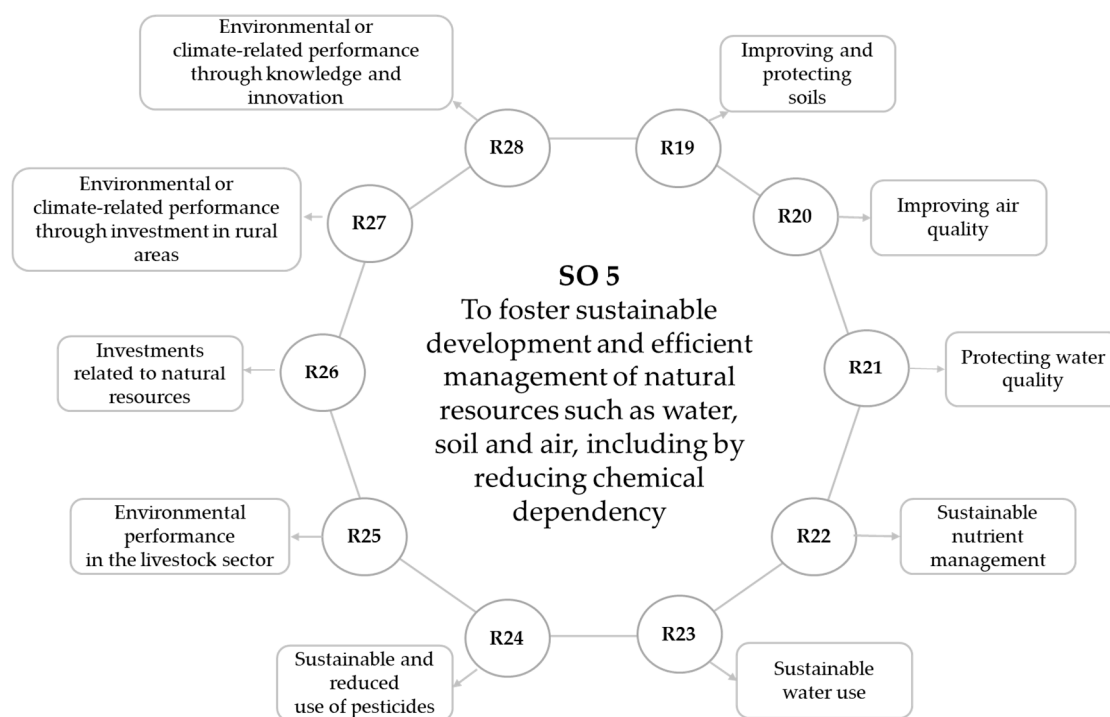 Environmental or
climate-related performance
through knowledge and
innovation
Improving and
protecting
soils
R28
R19
Environmental or
climate-related performance
through investment in rural
areas
R27
R20
Improving air
quality
SO 5
To foster sustainable
development and efficient
management of natural
resources such as water,
soil and air, including by
reducing chemical
dependency
Investments
related to natural
resources
R26
R21
Protecting water
quality
Environmental
performance
in the livestock sector
R25
R22
Sustainable
nutrient
management
R24
R23
Sustainable and
reduced
use of pesticides
Sustainable
water use